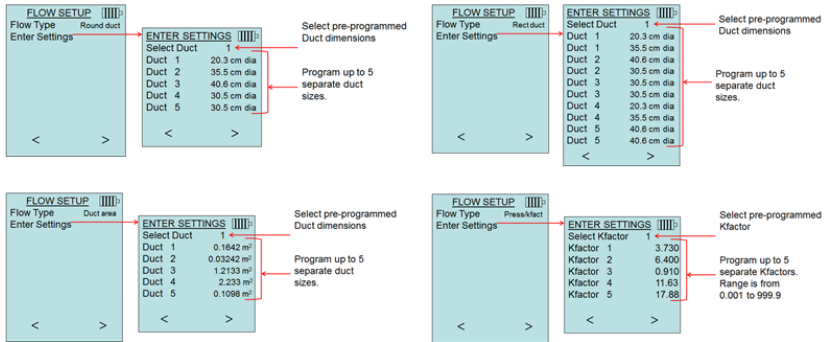 FLOW SETUP
Flow Type Round duct
Enter Settings
< >
ENTER SETTINGS
Select Duct 1
Duct 1 20.3 cm dia
Duct 2 35.5 cm dia
Duct 3 40.6 cm dia
Duct 4 30.5 cm dia
Duct 5 30.5 cm dia
< >
Select pre-programmed
Duct dimensions
Program up to 5
separate duct
sizes.
FLOW SETUP
Flow Type Rect duct
Enter Settings
< >
ENTER SETTINGS
Select Duct 1
Duct 1 20.3 cm dia
Duct 1 35.5 cm dia
Duct 2 40.6 cm dia
Duct 2 30.5 cm dia
Duct 3 30.5 cm dia
Duct 3 30.5 cm dia
Duct 4 20.3 cm dia
Duct 4 35.5 cm dia
Duct 5 40.6 cm dia
Duct 5 40.6 cm dia
< >
Select pre-programmed
Duct dimensions
Program up to 5
separate duct
sizes.
FLOW SETUP
Flow Type Duct area
Enter Settings
< >
ENTER SETTINGS
Select Duct 1
Duct 1 0.1642 m²
Duct 2 0.03242 m²
Duct 3 1.2133 m²
Duct 4 2.233 m²
Duct 5 0.1098 m²
< >
Select pre-programmed
Duct dimensions
Program up to 5
separate duct
sizes.
FLOW SETUP
Flow Type Press/kfact
Enter Settings
< >
ENTER SETTINGS
Select Kfactor 1
Kfactor 1 3.730
Kfactor 2 6.400
Kfactor 3 0.910
Kfactor 4 11.63
Kfactor 5 17.88
< >
Select pre-programmed
Kfactor
Program up to 5
separate Kfactors.
Range is from
0.001 to 999.9